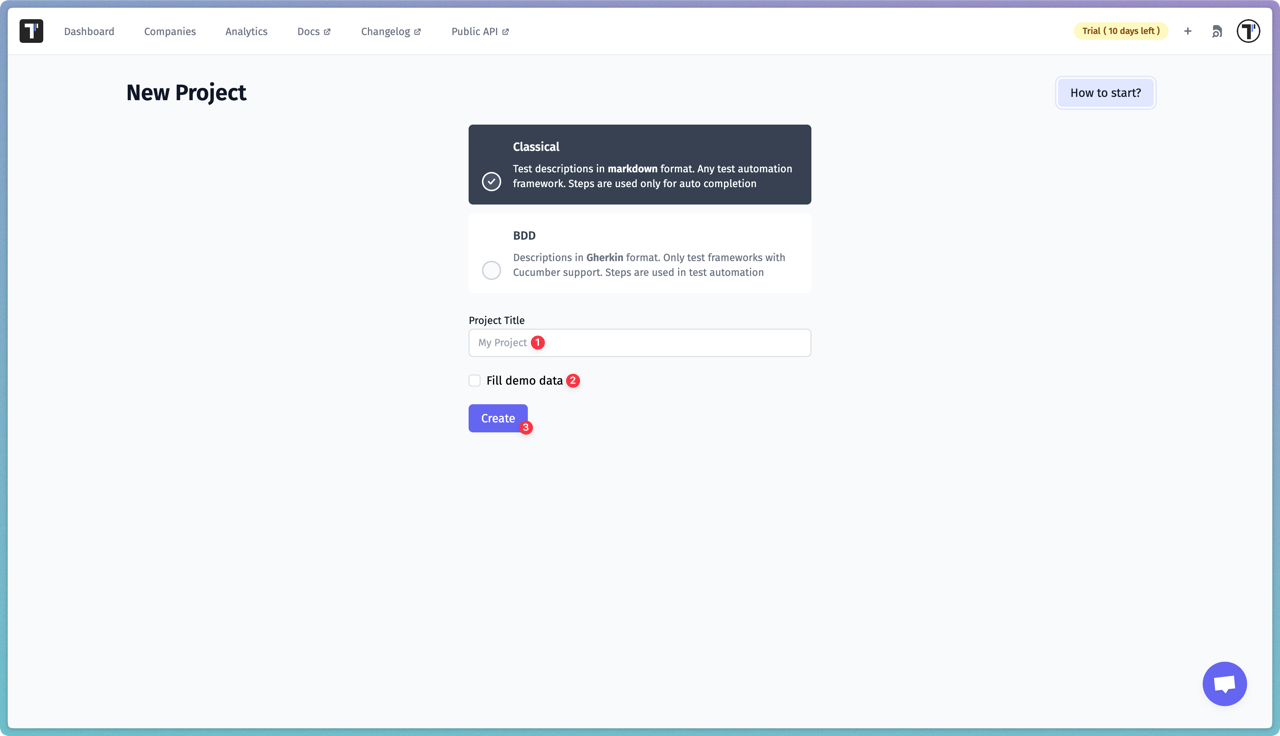 Dashboard Companies Analytics Docs Changelog Public API Trial ( 10 days left ) +
New Project
How to start?
Classical
Test descriptions in markdown format. Any test automation
framework. Steps are used only for auto completion
BDD
Descriptions in Gherkin format. Only test frameworks with
Cucumber support. Steps are used in test automation
Project Title
My Project 1
Fill demo data 2
Create 3